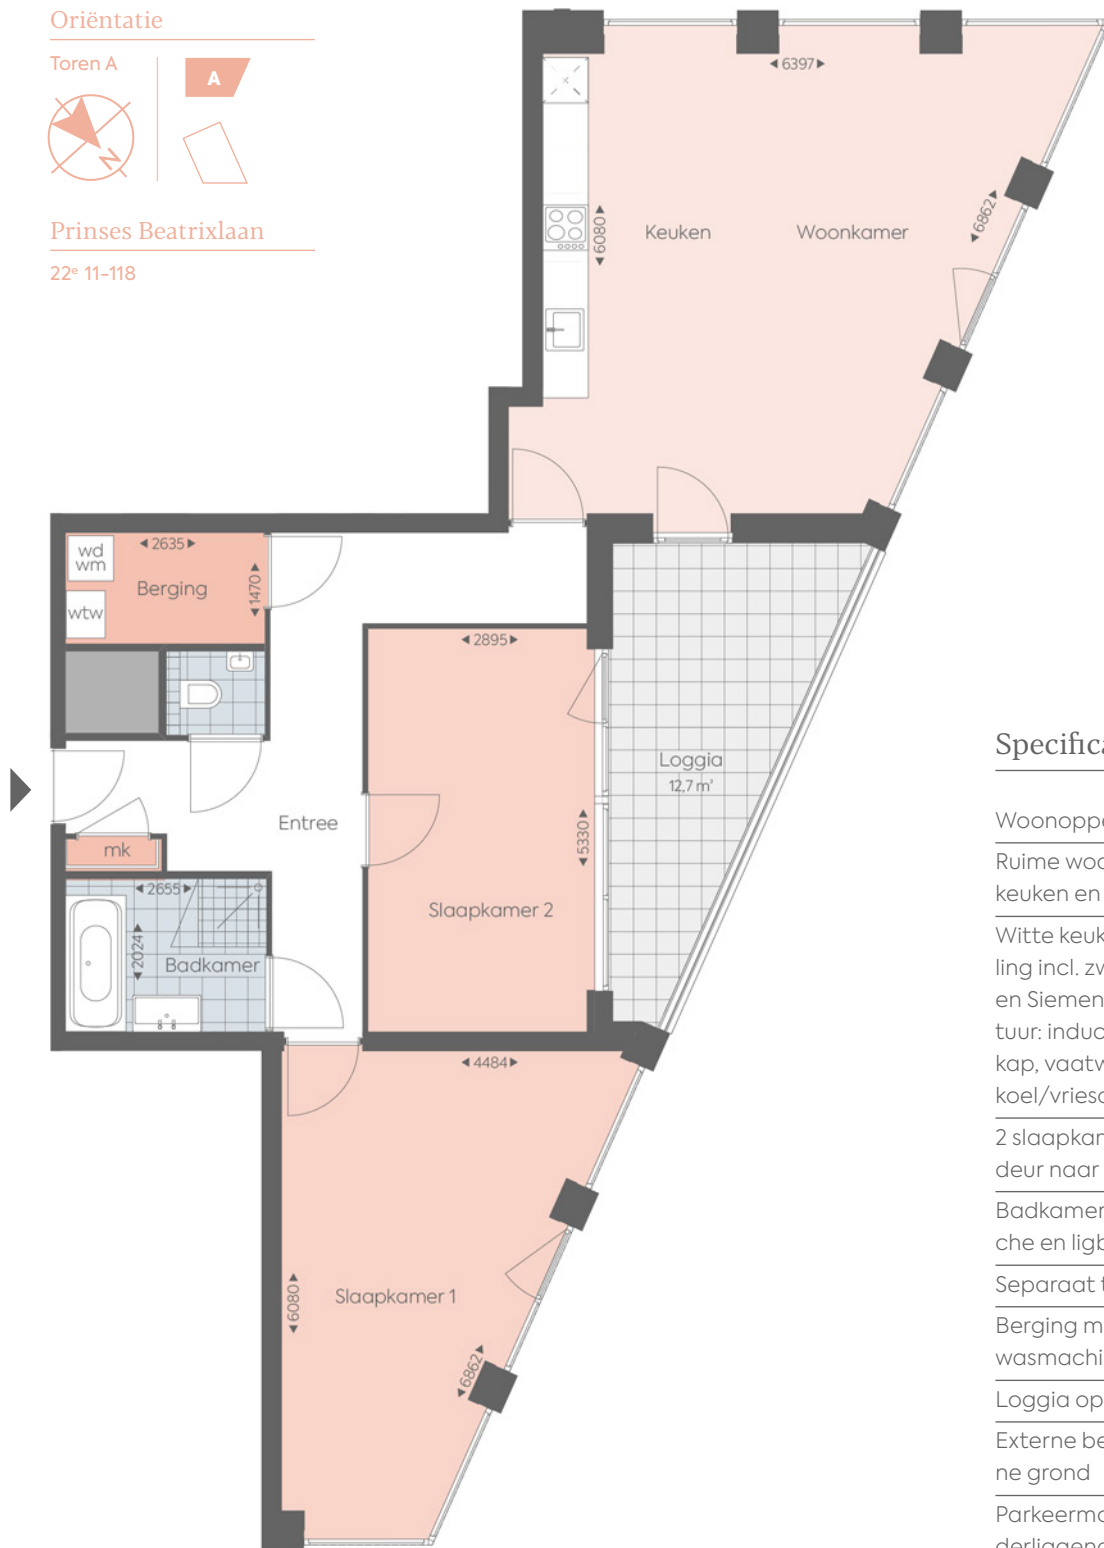 Oriëntatie
Toren A
A
N
Prinses Beatrixlaan
22e 11-118
6397
6080
Keuken
Woonkamer
6862
wd
wm
2635
Berging
1470
wtw
2895
Loggia
12,7 m²
Entree
5330
mk
2655
Slaapkamer 2
2024
Badkamer
4484
6080
Slaapkamer 1
6862
Specifica
Woonoppe
Ruime woo
keuken en
Witte keuk
ling incl. zw
en Siemen
tuur: induc
kap, vaatw
koel/vriesc
2 slaapkar
deur naar
Badkamer
che en ligb
Separaat t
Berging m
wasmachi
Loggia op
Externe be
ne grond
Parkeerma